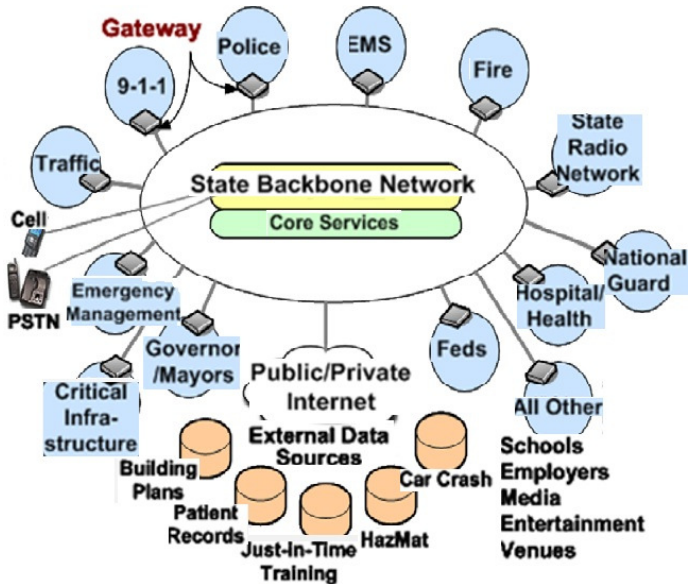 Gateway
Police
EMS
Fire
9-1-1
State
Radio
Network
Traffic
State Backbone Network
Core Services
Cell
PSTN
National
Guard
Emergency
Management
Hospital/
Health
Governor
/Mayors
Feds
Public/Private
Internet
Critical
Infra-
structure
All Other
External Data
Sources
Schools
Employers
Media
Entertainment
Venues
Building
Plans
Patient
Records
Just-In-Time
Training
HazMat
Car Crash